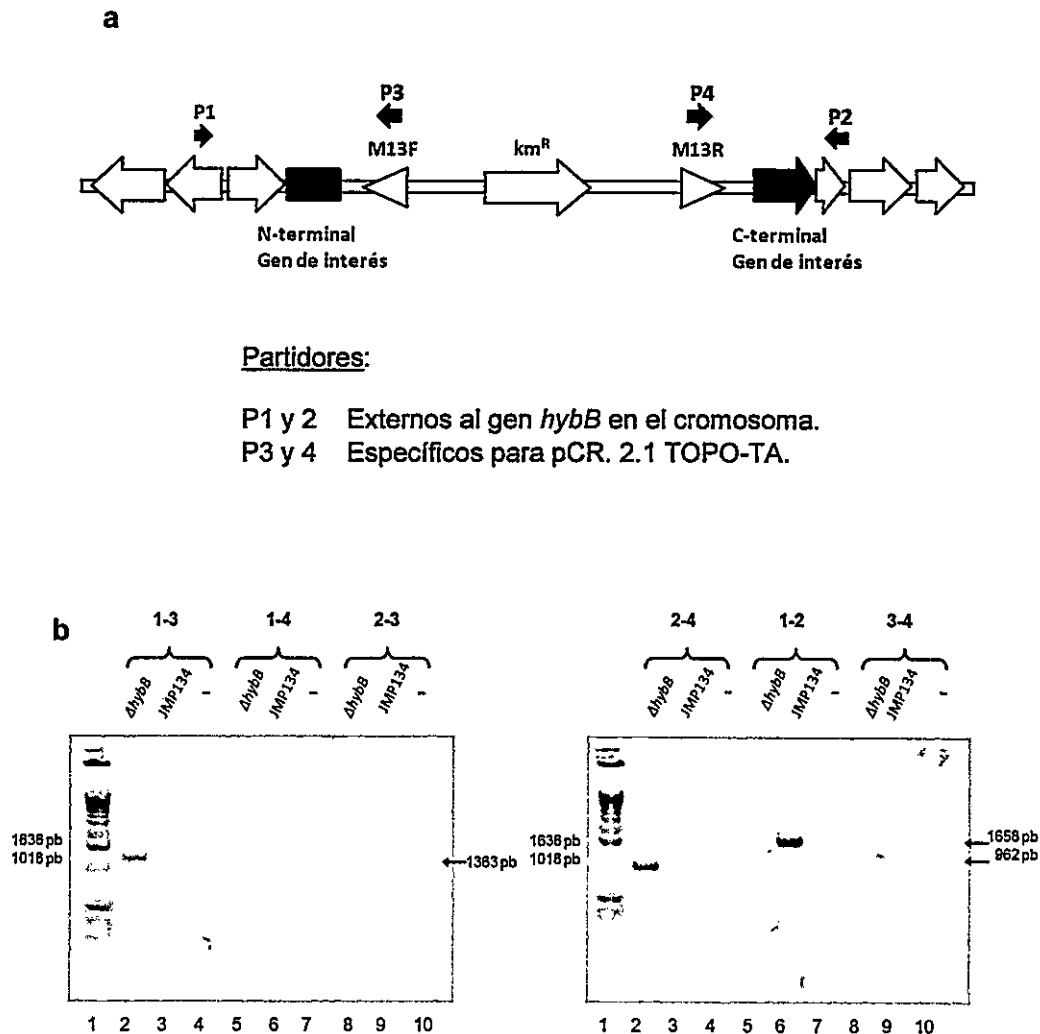 a
P1
P3
P4
P2
M13F
km^R
M13R
N-terminal
Gen de interés
C-terminal
Gen de interés
Partidores:
P1 y 2 Externos al gen hybB en el cromosoma.
P3 y 4 Específicos para pCR. 2.1 TOPO-TA.
b
1-3
1-4
2-3
2-4
1-2
3-4
ΔhybB JMP134 -
ΔhybB JMP134 -
ΔhybB JMP134 -
ΔhybB JMP134 -
ΔhybB JMP134 -
ΔhybB JMP134 -
1638 pb
1018 pb
1363 pb
1638 pb
1018 pb
1658 pb
962 pb
1 2 3 4 5 6 7 8 9 10
1 2 3 4 5 6 7 8 9 10